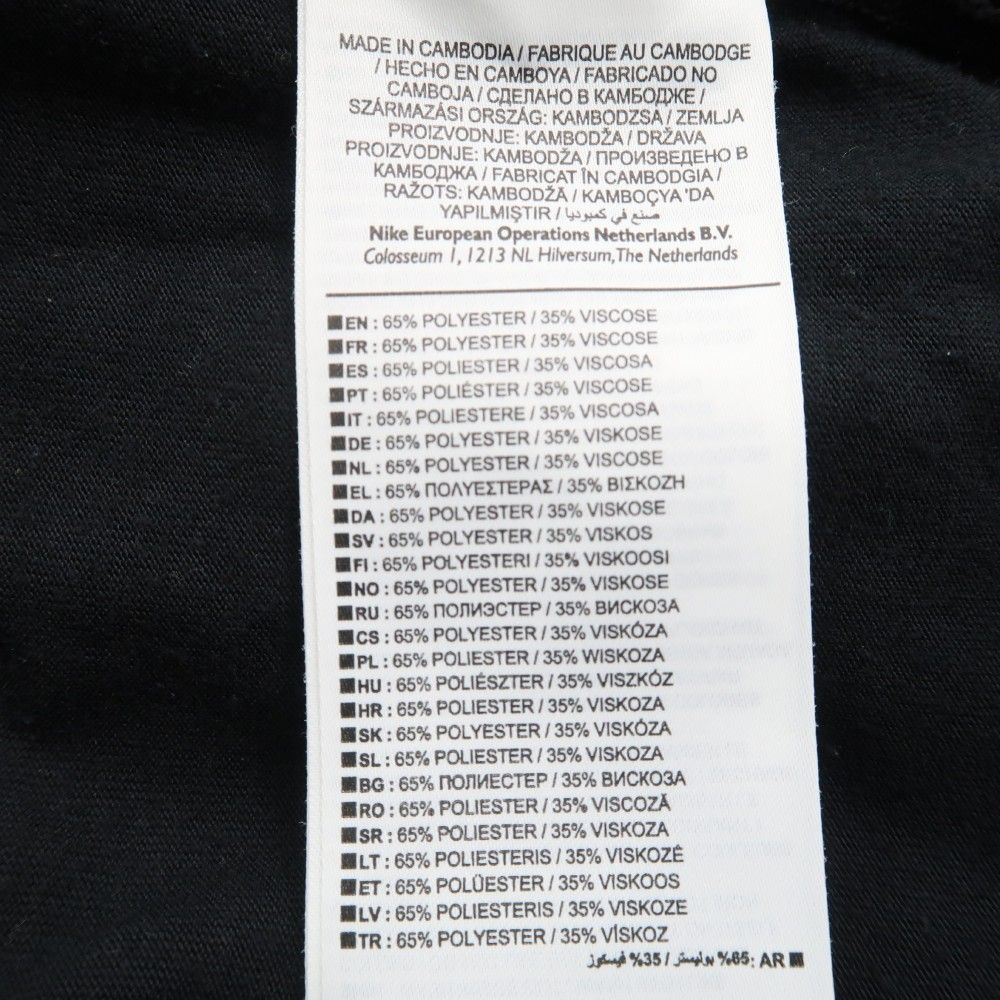 MADE IN CAMBODIA / FABRIQUE AU CAMBODGE
/ HECHO EN CAMBOYA / FABRICADO NO
CAMBOJA / СДЕЛАНО В КАМБОДЖЕ /
SZÁRMAZÁSI ORSZÁG: KAMBODZSA / ZEMLJA
PROIZVODNJE: KAMBODŽA / DRŽAVA
PROIZVODNJE: KAMBODŽA / ПРОИЗВЕДЕНО В
КАМБОДЖА / FABRICAT ÎN CAMBODGIA /
RAŽOTS: KAMBODŽĀ / KAMBOÇYA 'DA
YAPILMIŞTIR / صنع في كمبوديا
Nike European Operations Netherlands B.V.
Colosseum 1, 1213 NL Hilversum, The Netherlands
EN : 65% POLYESTER / 35% VISCOSE
FR : 65% POLYESTER / 35% VISCOSE
ES : 65% POLIESTER / 35% VISCOSA
PT : 65% POLIÉSTER / 35% VISCOSE
IT : 65% POLIESTERE / 35% VISCOSA
DE : 65% POLYESTER / 35% VISKOSE
NL : 65% POLYESTER / 35% VISCOSE
EL : 65% ΠΟΛΥΕΣΤΕΡΑΣ / 35% ΒΙΣΚΟΖΗ
DA : 65% POLYESTER / 35% VISKOSE
SV : 65% POLYESTER / 35% VISKOS
FI : 65% POLYESTERI / 35% VISKOOSI
NO : 65% POLYESTER / 35% VISKOSE
RU : 65% ПОЛИЭСТЕР / 35% ВИСКОЗА
CS : 65% POLYESTER / 35% VISKÓZA
PL : 65% POLIESTER / 35% WISKOZA
HU : 65% POLIÉSZTER / 35% VISZKÓZ
HR : 65% POLIESTER / 35% VISKOZA
SK : 65% POLYESTER / 35% VISKÓZA
SL : 65% POLIESTER / 35% VISKOZA
BG : 65% ПОЛИЕСТЕР / 35% ВИСКОЗА
RO : 65% POLIESTER / 35% VISCOZĂ
SR : 65% POLIESTER / 35% VISKOZA
LT : 65% POLIESTERIS / 35% VISKOZĖ
ET : 65% POLÜESTER / 35% VISKOOS
LV : 65% POLIESTERIS / 35% VISKOZE
TR : 65% POLYESTER / 35% VİSKOZ
AR :65% بوليستر / 35% فيسكوز